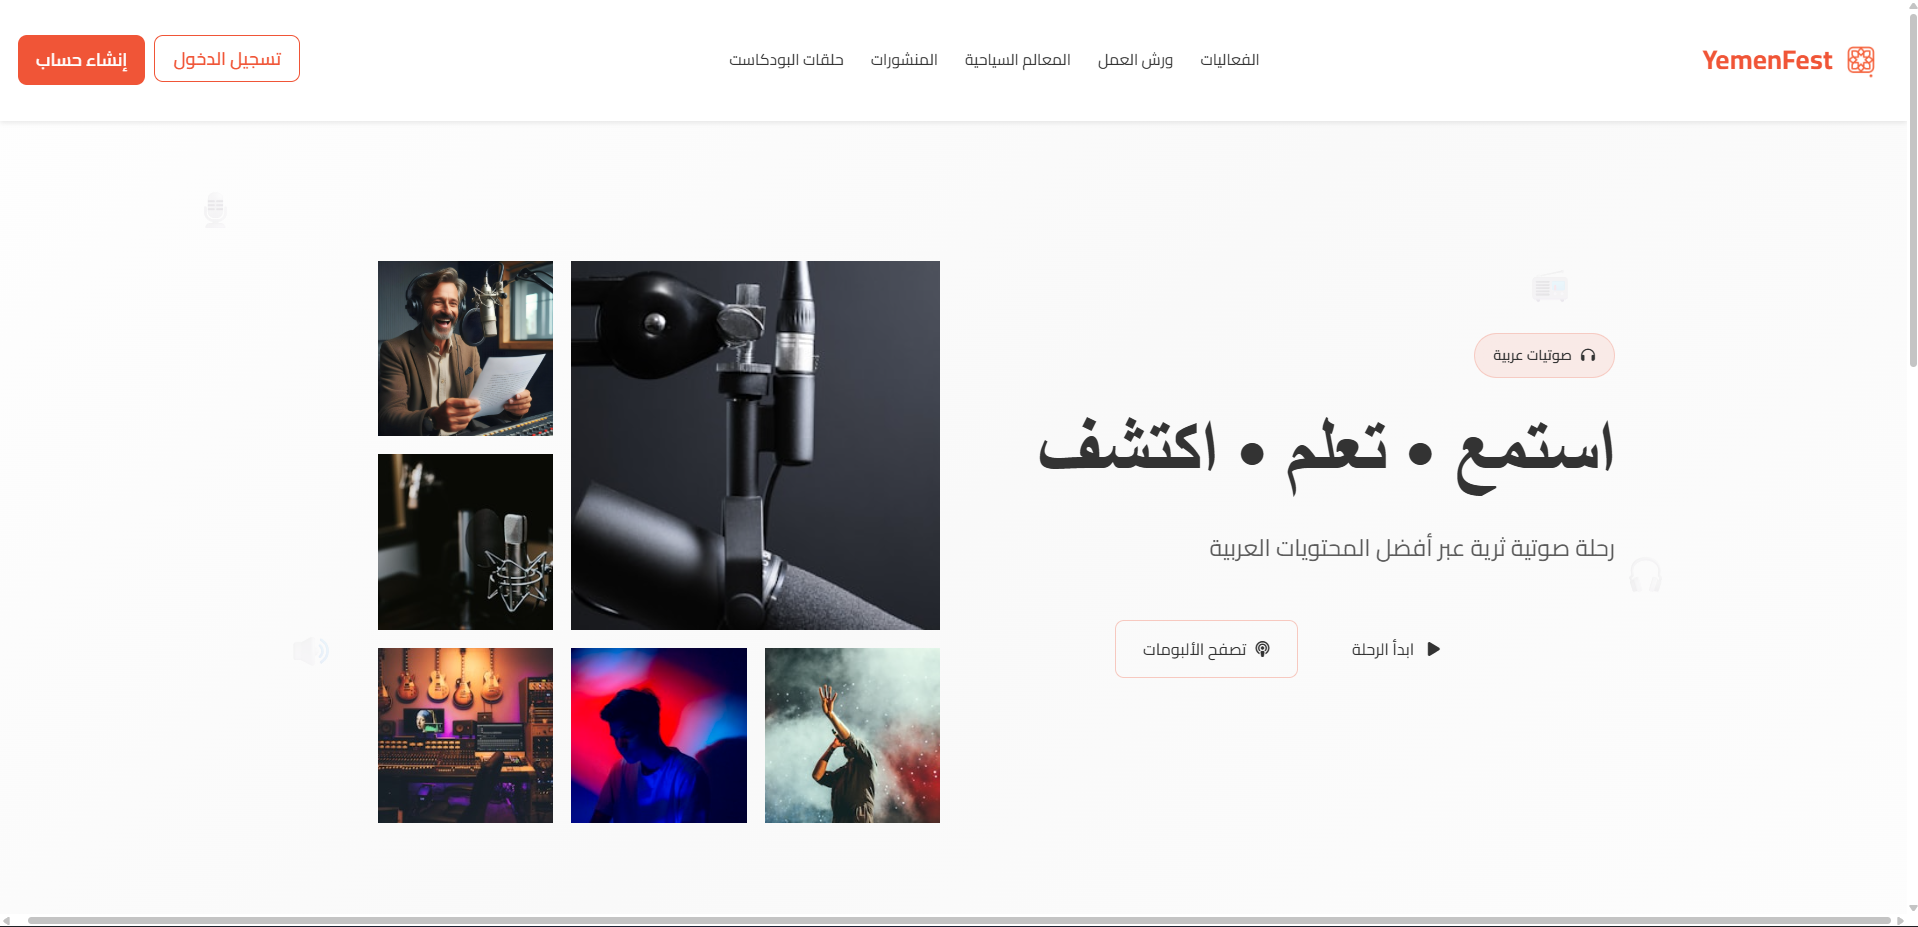 YemenFest
الفعاليات
ورش العمل
المعالم السياحية
المنشورات
حلقات البودكاست
تسجيل الدخول
إنشاء حساب
صوتيات عربية
استمع • تعلم • اكتشف
رحلة صوتية ثرية عبر أفضل المحتويات العربية
ابدأ الرحلة
تصفح الألبومات